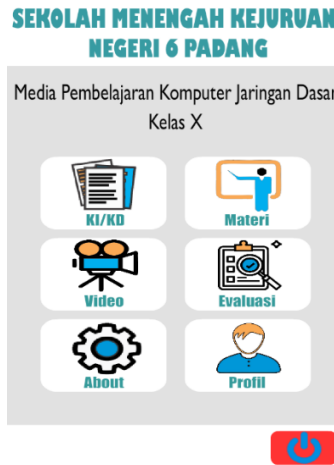 SEKOLAH MENENGAH KEJURUAN
NEGERI 6 PADANG
Media Pembelajaran Komputer Jaringan Dasar
Kelas X
KI/KD
Materi
Video
Evaluasi
About
Profil